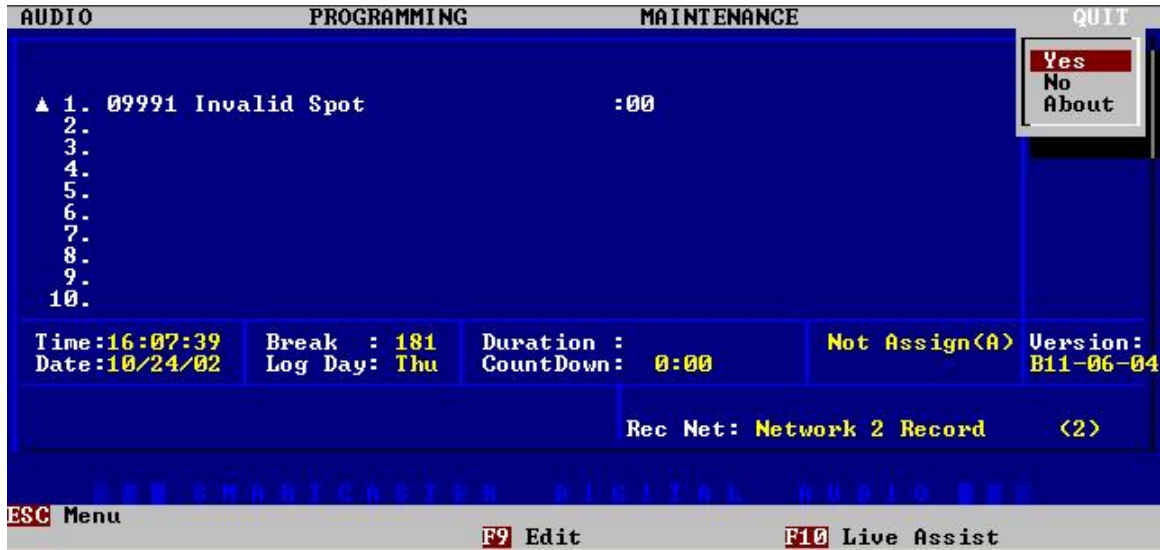 AUDIO PROGRAMMING MAINTENANCE QUIT
Yes
No
About
▲ 1. 09991 Invalid Spot :00
2.
3.
4.
5.
6.
7.
8.
9.
10.
Time:16:07:39 Break : 181 Duration : Not Assign(A) Version:
Date:10/24/02 Log Day: Thu CountDown: 0:00 B11-06-04
Rec Net: Network 2 Record (2)
SMARTCASTER DIGITAL AUDIO
ESC Menu
F9 Edit F10 Live Assist